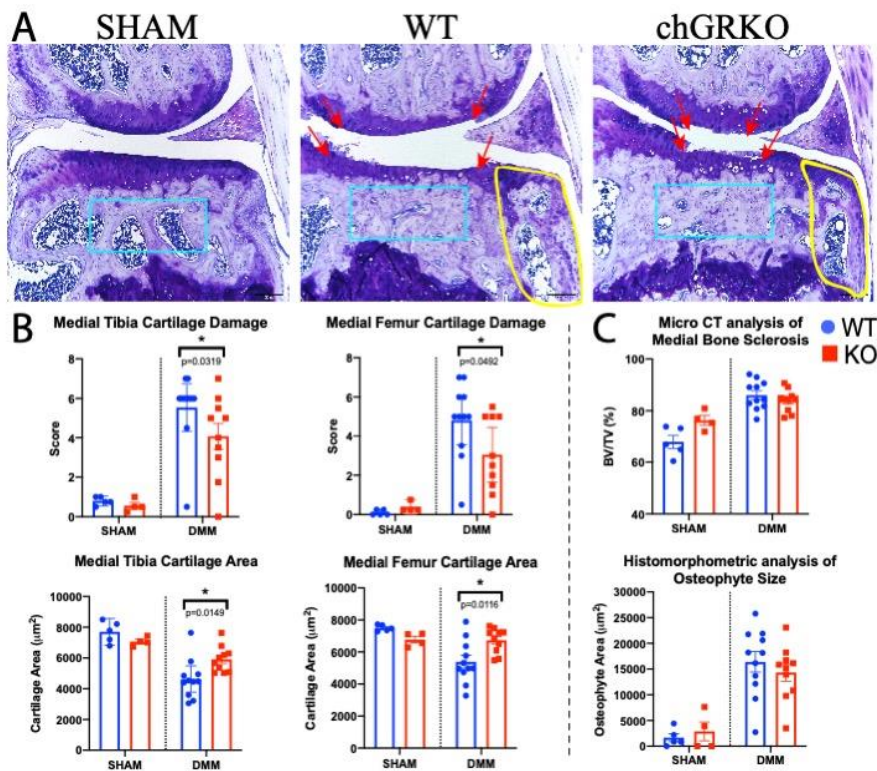 A SHAM WT chGRKO
B Medial Tibia Cartilage Damage
Score
8
6
4
2
0
*
p=0.0319
SHAM DMM
Medial Femur Cartilage Damage
Score
8
6
4
2
0
*
p=0.0492
SHAM DMM
Medial Tibia Cartilage Area
Cartilage Area (μm²)
10000
8000
6000
4000
2000
0
*
p=0.0149
SHAM DMM
Medial Femur Cartilage Area
Cartilage Area (μm²)
10000
8000
6000
4000
2000
0
*
p=0.0116
SHAM DMM
C Micro CT analysis of
Medial Bone Sclerosis
WT
KO
BV/TV (%)
100
80
60
40
SHAM DMM
Histomorphometric analysis of
Osteophyte Size
Osteophyte Area (μm²)
30000
25000
20000
15000
10000
5000
0
SHAM DMM